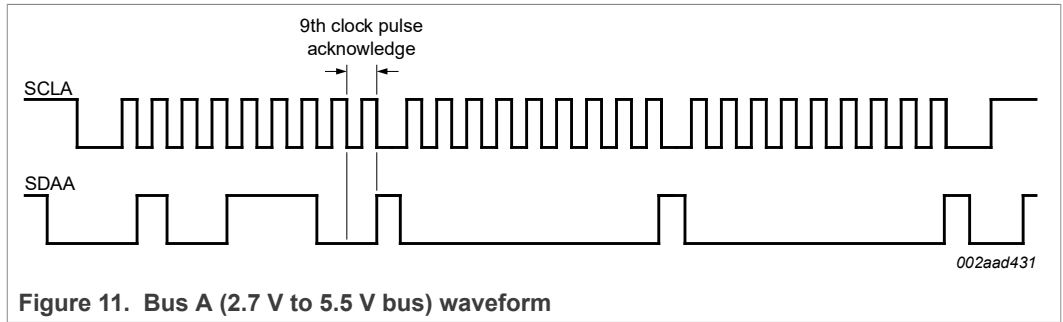 9th clock pulse
acknowledge
SCLA
SDAA
002aad431
Figure 11. Bus A (2.7 V to 5.5 V bus) waveform